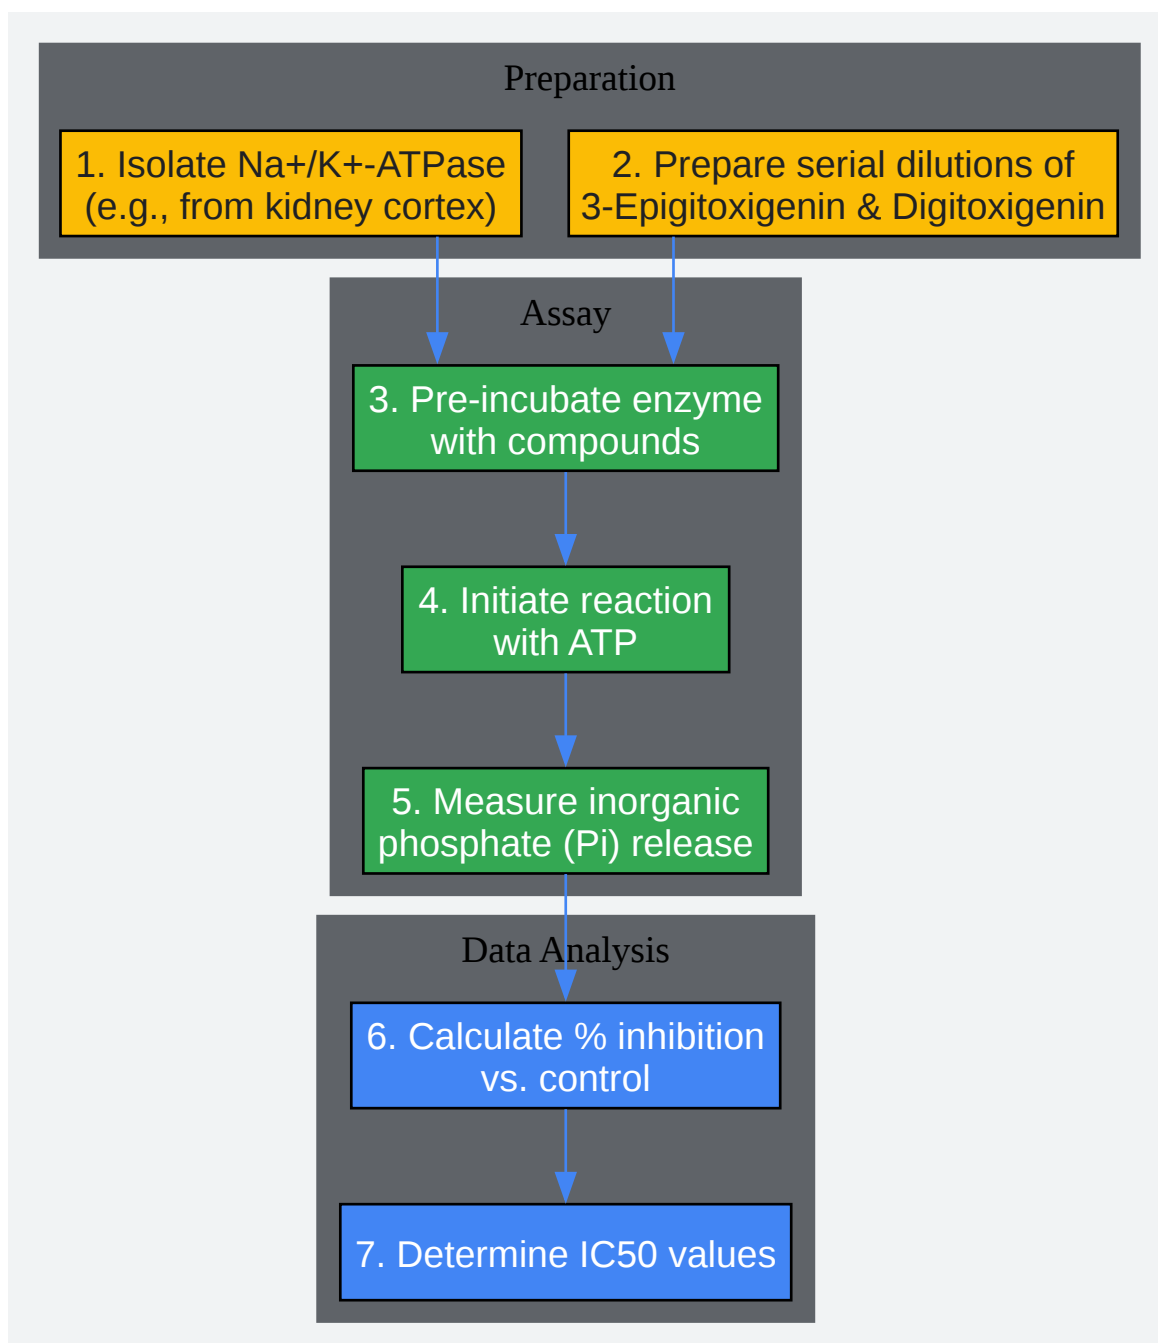 Preparation
1. Isolate Na+/K+-ATPase
(e.g., from kidney cortex)
2. Prepare serial dilutions of
3-Epigitoxigenin & Digitoxigenin
Assay
3. Pre-incubate enzyme
with compounds
4. Initiate reaction
with ATP
5. Measure inorganic
phosphate (Pi) release
Data Analysis
6. Calculate % inhibition
vs. control
7. Determine IC50 values